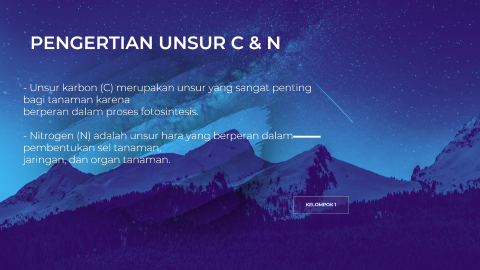 PENGERTIAN UNSUR C & N
- Unsur karbon (C) merupakan unsur yang sangat penting
bagi tanaman karena
berperan dalam proses fotosintesis.
- Nitrogen (N) adalah unsur hara yang berperan dalam
pembentukan sel tanaman,
jaringan, dan organ tanaman.
KELOMPOK 1